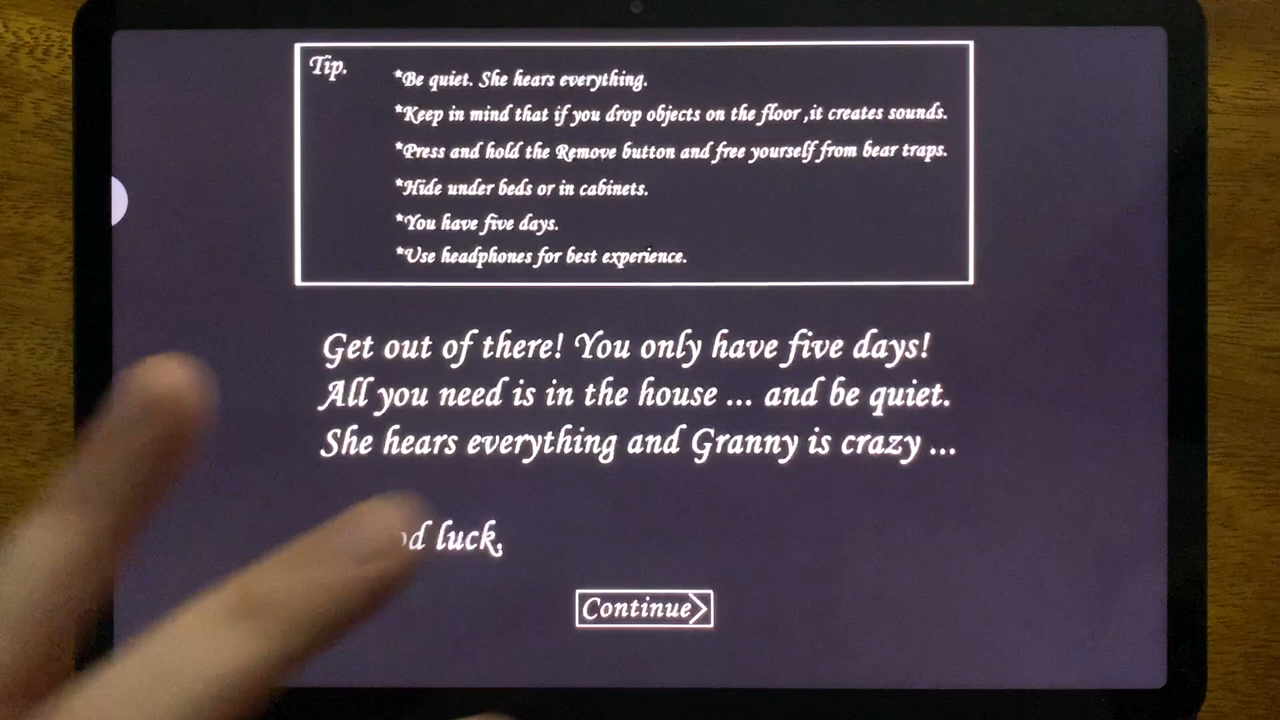 Tip.
*Be quiet. She hears everything.
*Keep in mind that if you drop objects on the floor ,it creates sounds.
*Press and hold the Remove button and free yourself from bear traps.
*Hide under beds or in cabinets.
*You have five days.
*Use headphones for best experience.
Get out of there! You only have five days!
All you need is in the house ... and be quiet.
She hears everything and Granny is crazy ...
luck.
Continue>